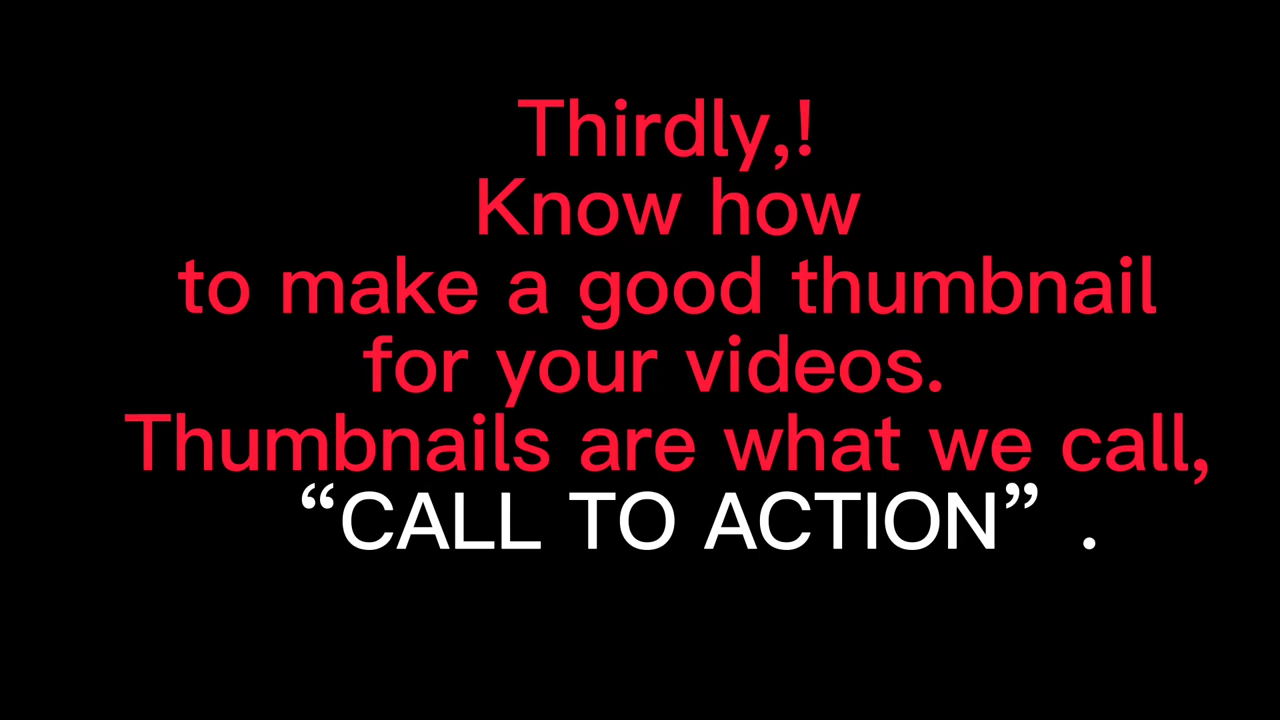 Thirdly,!
Know how
to make a good thumbnail
for your videos.
Thumbnails are what we call,
“CALL TO ACTION” .